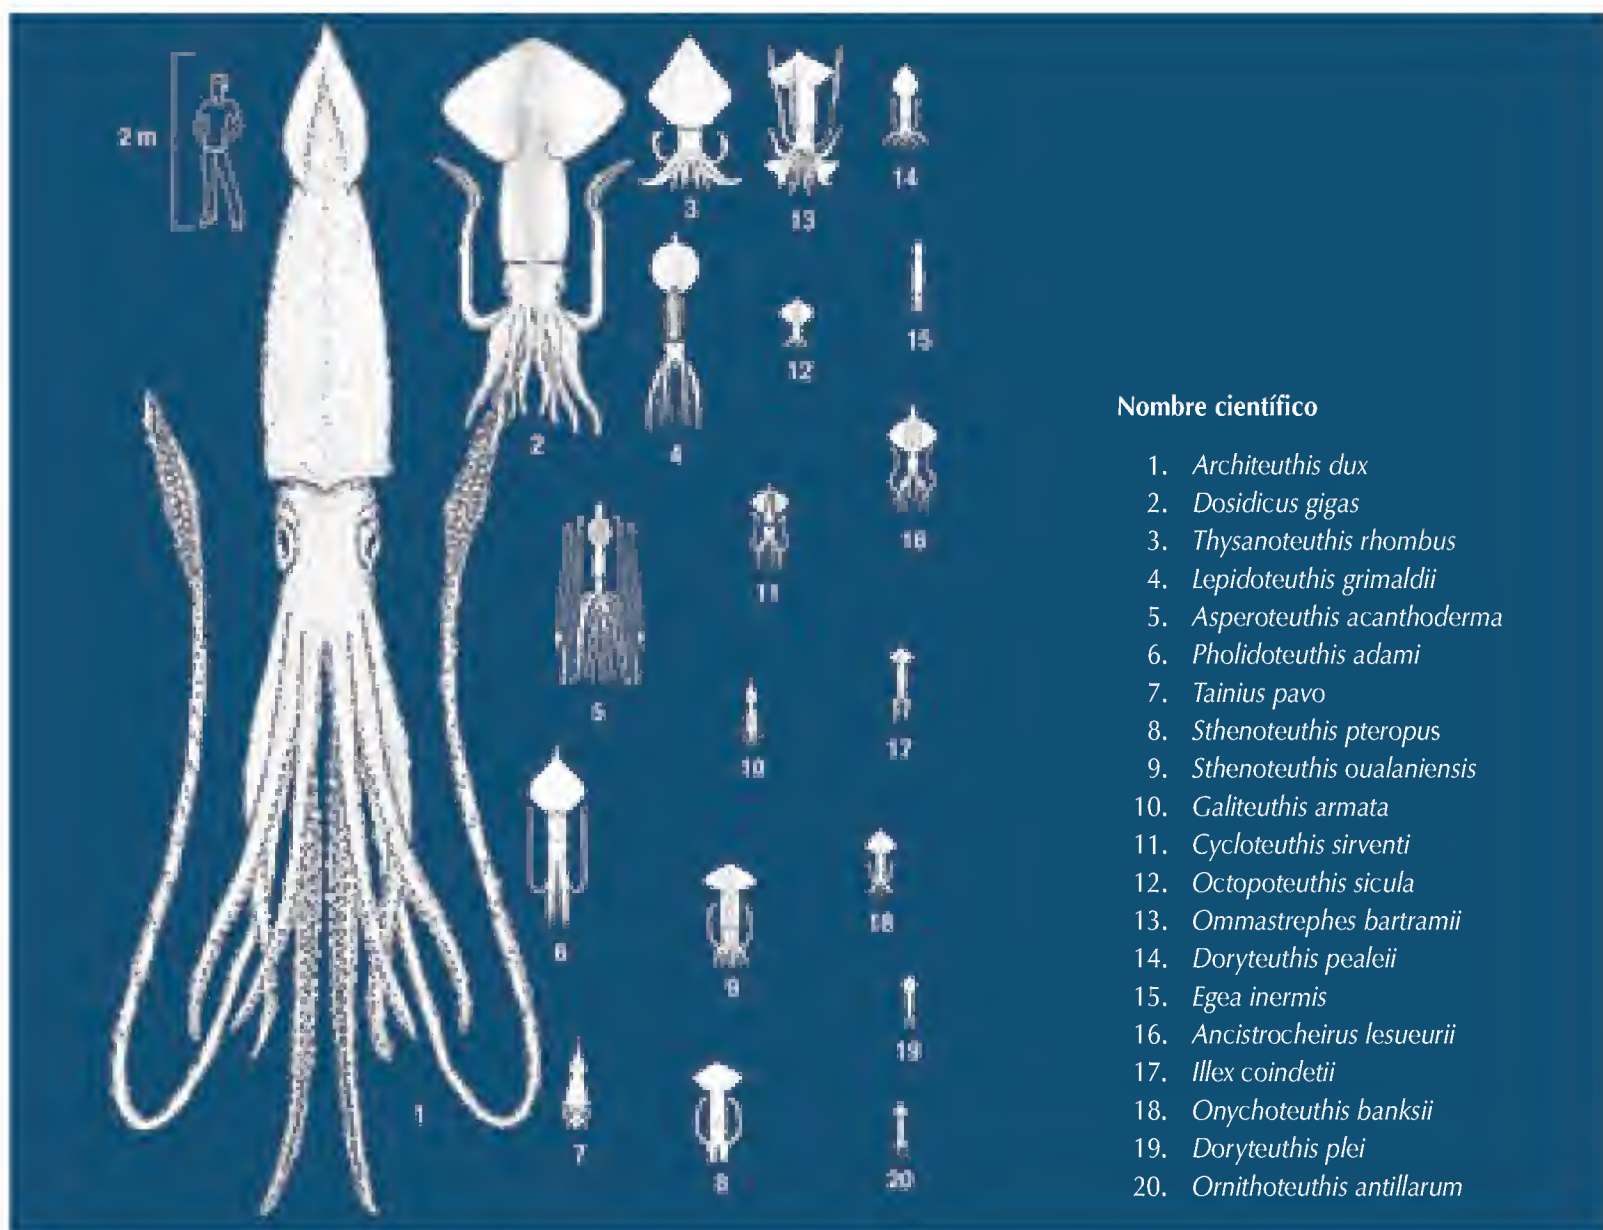 2 m
3
13
14
15
12
2
4
16
11
5
10
17
6
9
18
19
1
7
8
20
Nombre científico
1. Architeuthis dux
2. Dosidicus gigas
3. Thysanoteuthis rhombus
4. Lepidoteuthis grimaldii
5. Asperoteuthis acanthoderma
6. Pholidoteuthis adami
7. Tainius pavo
8. Sthenoteuthis pteropus
9. Sthenoteuthis oualaniensis
10. Galiteuthis armata
11. Cycloteuthis sirventi
12. Octopoteuthis sicula
13. Ommastrephes bartramii
14. Doryteuthis pealeii
15. Egea inermis
16. Ancistrocheirus lesueurii
17. Illex coindetii
18. Onychoteuthis banksii
19. Doryteuthis plei
20. Ornithoteuthis antillarum